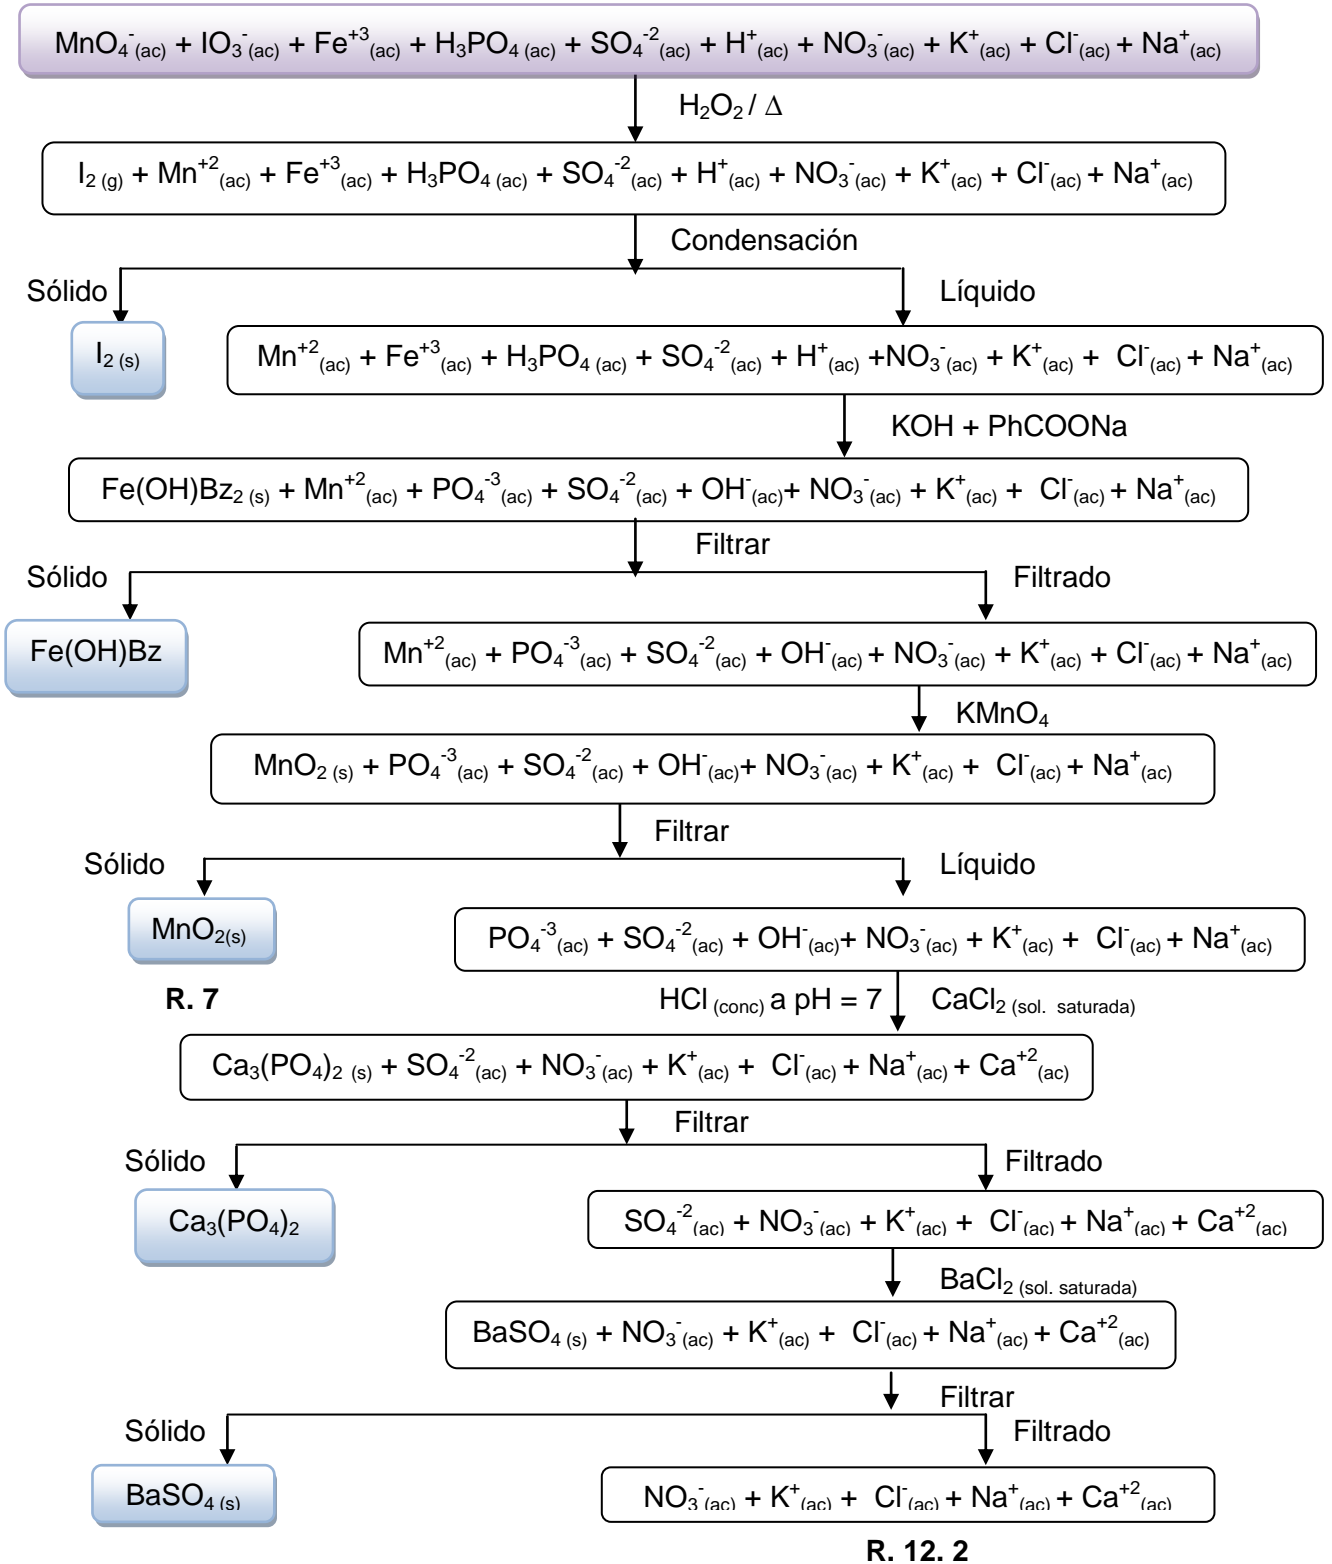 MnO₄⁻(ac) + IO₃⁻(ac) + Fe⁺³(ac) + H₃PO₄ (ac) + SO₄⁻²(ac) + H⁺(ac) + NO₃⁻(ac) + K⁺(ac) + Cl⁻(ac) + Na⁺(ac)
H₂O₂ / Δ
I₂ (g) + Mn⁺²(ac) + Fe⁺³(ac) + H₃PO₄ (ac) + SO₄⁻²(ac) + H⁺(ac) + NO₃⁻(ac) + K⁺(ac) + Cl⁻(ac) + Na⁺(ac)
Condensación
Sólido Líquido
I₂ (s) Mn⁺²(ac) + Fe⁺³(ac) + H₃PO₄ (ac) + SO₄⁻²(ac) + H⁺(ac) +NO₃⁻(ac) + K⁺(ac) + Cl⁻(ac) + Na⁺(ac)
KOH + PhCOONa
Fe(OH)Bz₂ (s) + Mn⁺²(ac) + PO₄⁻³(ac) + SO₄⁻²(ac) + OH⁻(ac)+ NO₃⁻(ac) + K⁺(ac) + Cl⁻(ac) + Na⁺(ac)
Filtrar
Sólido Filtrado
Fe(OH)Bz Mn⁺²(ac) + PO₄⁻³(ac) + SO₄⁻²(ac) + OH⁻(ac) + NO₃⁻(ac) + K⁺(ac) + Cl⁻(ac) + Na⁺(ac)
KMnO₄
MnO₂ (s) + PO₄⁻³(ac) + SO₄⁻²(ac) + OH⁻(ac)+ NO₃⁻(ac) + K⁺(ac) + Cl⁻(ac) + Na⁺(ac)
Filtrar
Sólido Líquido
MnO₂(s) PO₄⁻³(ac) + SO₄⁻²(ac) + OH⁻(ac)+ NO₃⁻(ac) + K⁺(ac) + Cl⁻(ac) + Na⁺(ac)
R. 7 HCl (conc) a pH = 7 CaCl₂ (sol. saturada)
Ca₃(PO₄)₂ (s) + SO₄⁻²(ac) + NO₃⁻(ac) + K⁺(ac) + Cl⁻(ac) + Na⁺(ac) + Ca⁺²(ac)
Filtrar
Sólido Filtrado
Ca₃(PO₄)₂ SO₄⁻²(ac) + NO₃⁻(ac) + K⁺(ac) + Cl⁻(ac) + Na⁺(ac) + Ca⁺²(ac)
BaCl₂ (sol. saturada)
BaSO₄ (s) + NO₃⁻(ac) + K⁺(ac) + Cl⁻(ac) + Na⁺(ac) + Ca⁺²(ac)
Filtrar
Sólido Filtrado
BaSO₄ (s) NO₃⁻(ac) + K⁺(ac) + Cl⁻(ac) + Na⁺(ac) + Ca⁺²(ac)
R. 12. 2